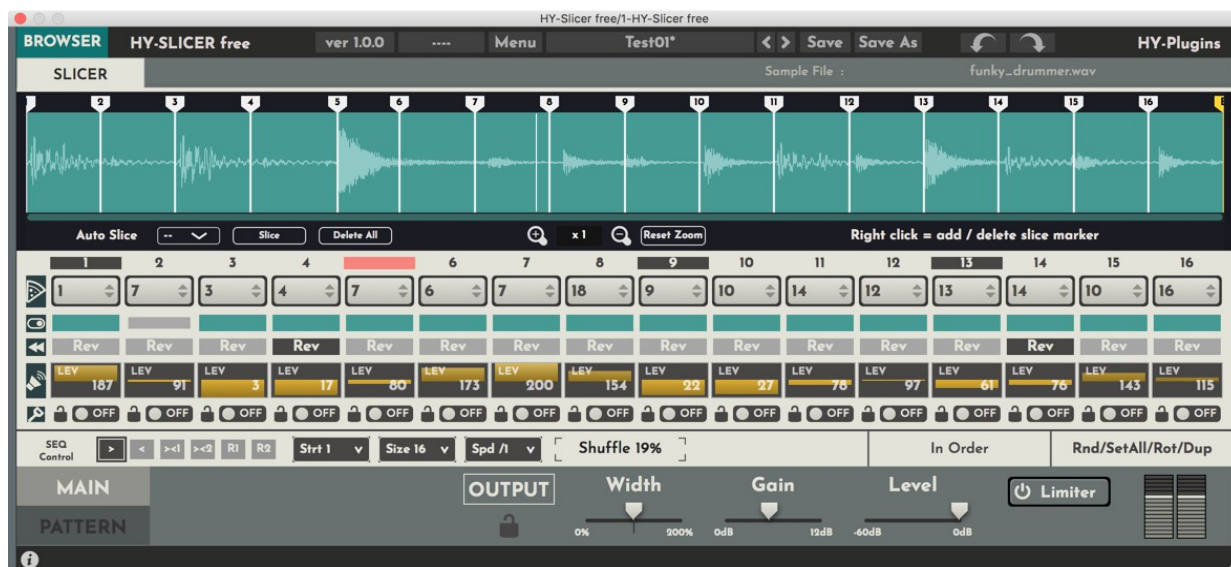 HY-Slicer free/1-HY-Slicer free
BROWSER HY-SLICER free ver 1.0.0 ---- Menu Test01* < > Save Save As HY-Plugins
SLICER Sample File : funky_drummer.wav
2 3 4 5 6 7 8 9 10 11 12 13 14 15 16
Auto Slice -- Slice Delete All x 1 Reset Zoom Right click = add / delete slice marker
1 2 3 4 6 7 8 9 10 11 12 13 14 15 16
1 7 3 4 7 6 7 18 9 10 14 12 13 14 10 16
Rev Rev Rev Rev Rev Rev Rev Rev Rev Rev Rev Rev Rev Rev Rev Rev
LEV LEV LEV LEV LEV LEV LEV LEV LEV LEV LEV LEV LEV LEV LEV LEV
187 91 3 17 80 173 200 154 22 27 78 97 61 76 143 115
OFF OFF OFF OFF OFF OFF OFF OFF OFF OFF OFF OFF OFF OFF OFF OFF
SEQ Control > < ><1 ><2 R1 R2 Strt 1 v Size 16 v Spd /1 v Shuffle 19% In Order Rnd/SetAll/Rot/Dup
MAIN OUTPUT Width Gain Level Limiter
PATTERN 0% 200% 0dB 12dB -60dB 0dB